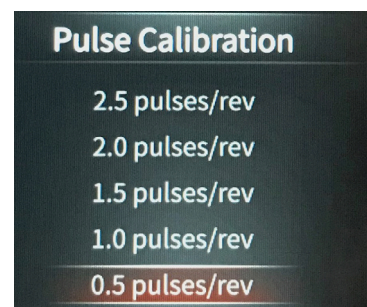 Pulse Calibration
2.5 pulses/rev
2.0 pulses/rev
1.5 pulses/rev
1.0 pulses/rev
0.5 pulses/rev